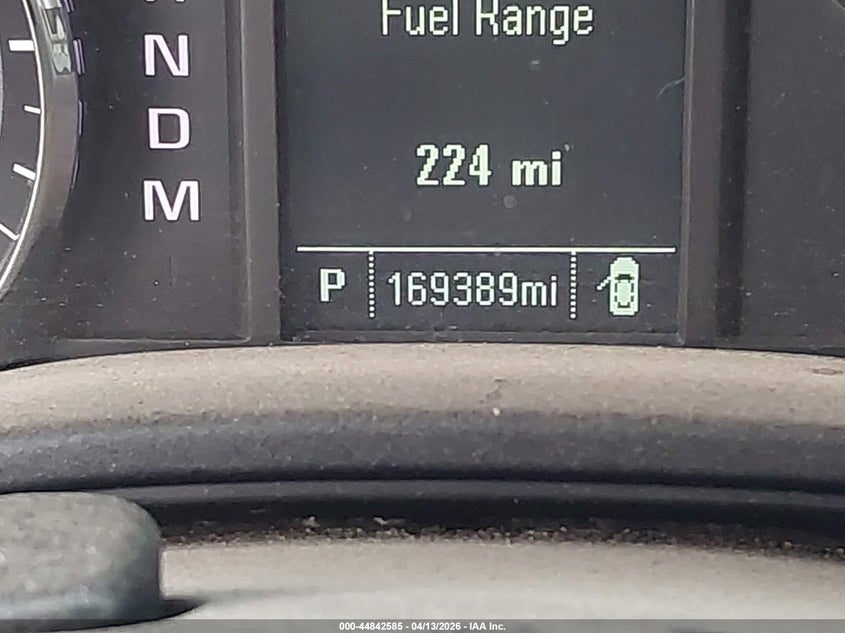 Fuel Range
N
D
M
224 mi
P 169389mi
000-44842585 - 04/13/2026 - IAA Inc.